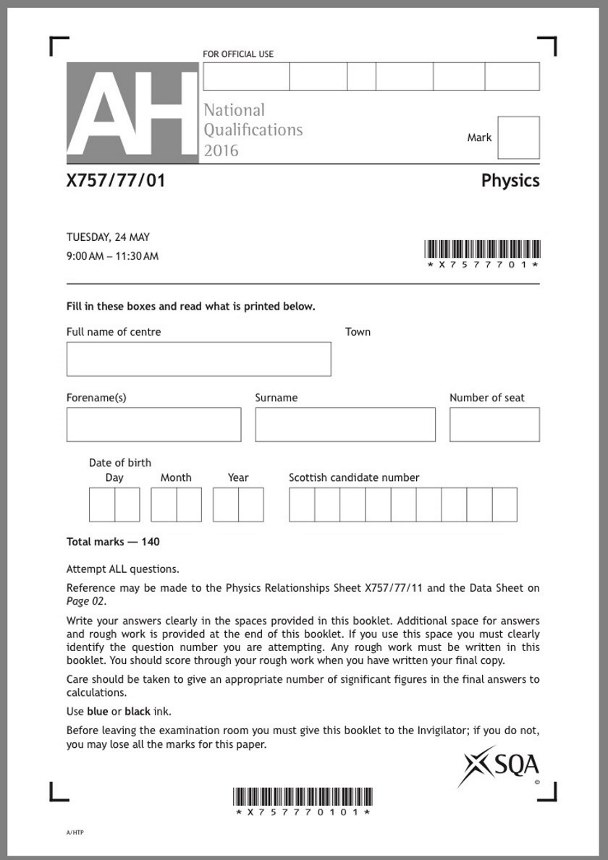 FOR OFFICIAL USE
AH
National
Qualifications
2016
Mark
X757/77/01
Physics
TUESDAY, 24 MAY
9:00 AM – 11:30 AM
*X7577701*
Fill in these boxes and read what is printed below.
Full name of centre
Town
Forename(s)
Surname
Number of seat
Date of birth
Day
Month
Year
Scottish candidate number
Total marks — 140
Attempt ALL questions.
Reference may be made to the Physics Relationships Sheet X757/77/11 and the Data Sheet on
Page 02.
Write your answers clearly in the spaces provided in this booklet. Additional space for answers
and rough work is provided at the end of this booklet. If you use this space you must clearly
identify the question number you are attempting. Any rough work must be written in this
booklet. You should score through your rough work when you have written your final copy.
Care should be taken to give an appropriate number of significant figures in the final answers to
calculations.
Use blue or black ink.
Before leaving the examination room you must give this booklet to the Invigilator; if you do not,
you may lose all the marks for this paper.
SQA
©
*X757770101*
A/HTP